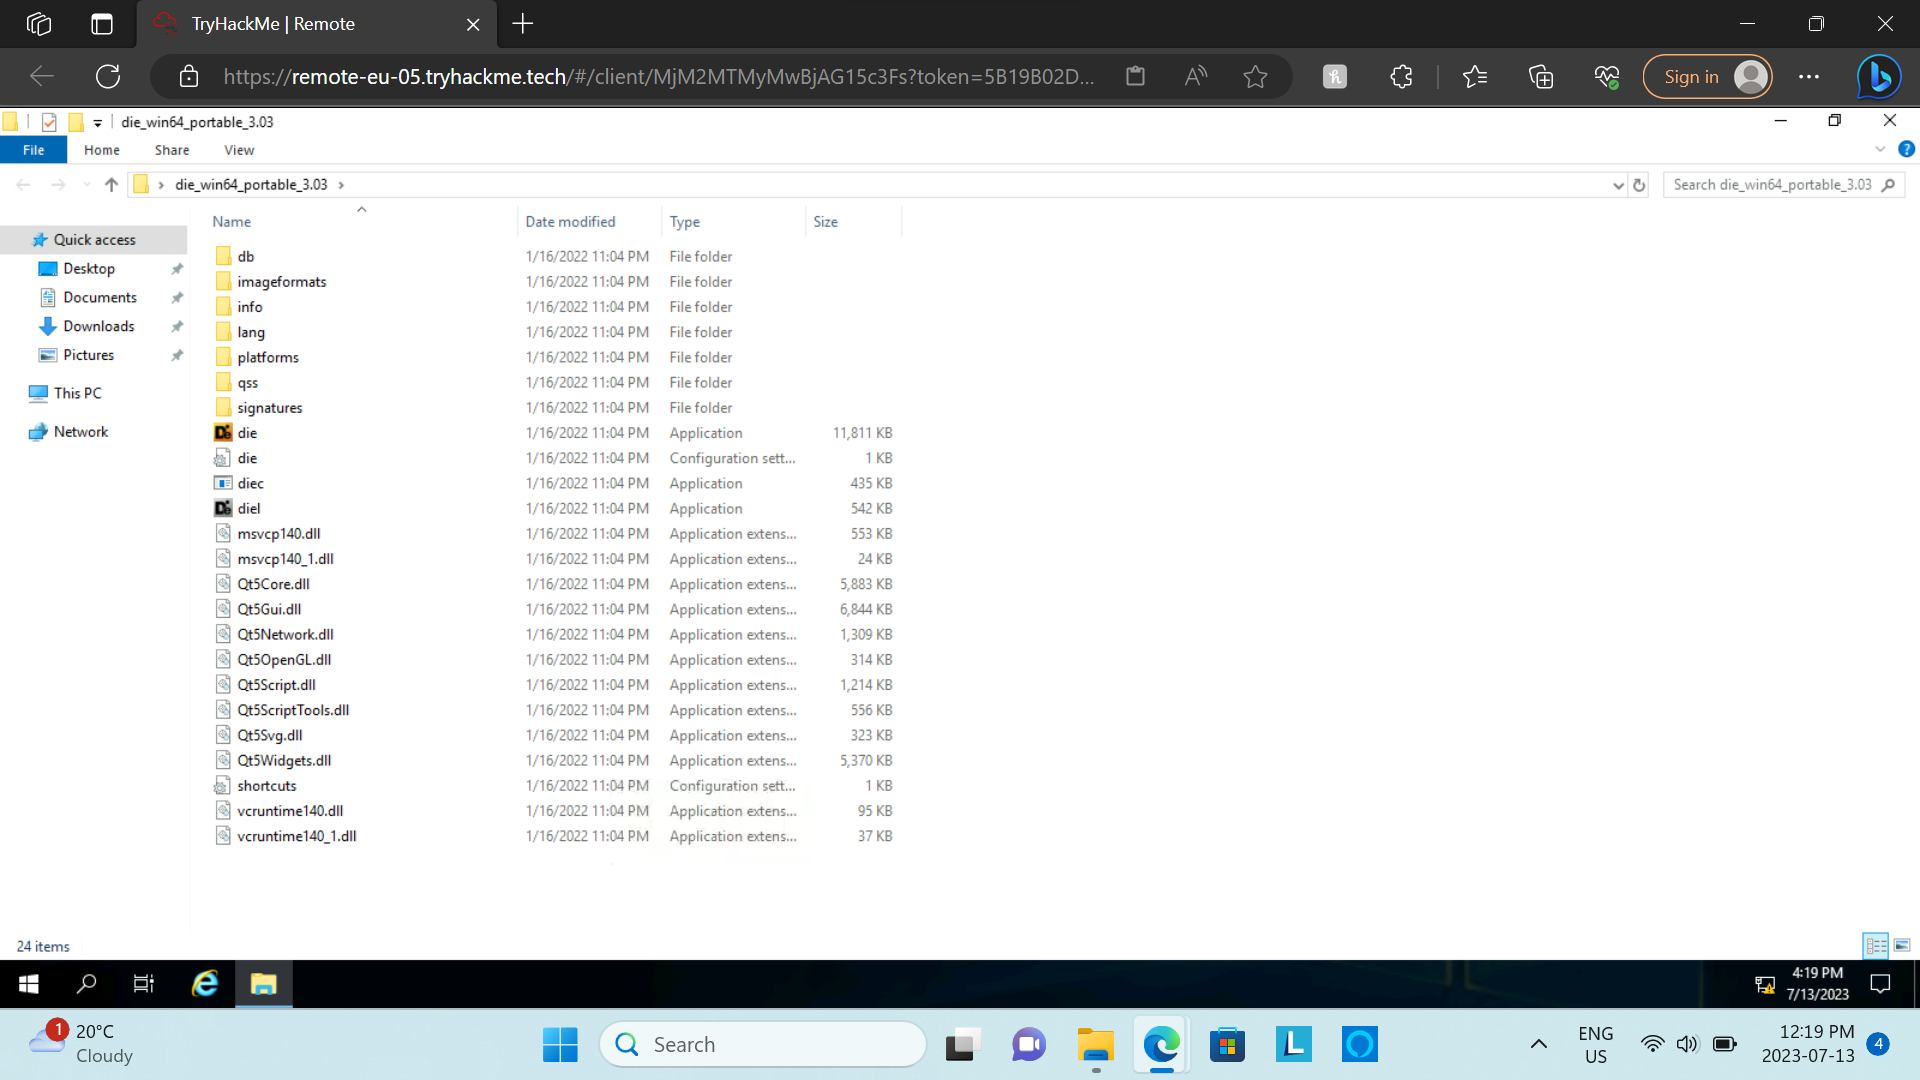 TryHackMe | Remote
https://remote-eu-05.tryhackme.tech/#/client/MjM2MTMyMwBjAG15c3Fs?token=5B19B02D...
Sign in
die_win64_portable_3.03
File Home Share View
die_win64_portable_3.03
Search die_win64_portable_3.03
Name Date modified Type Size
Quick access
Desktop
Documents
Downloads
Pictures
This PC
Network
db 1/16/2022 11:04 PM File folder
imageformats 1/16/2022 11:04 PM File folder
info 1/16/2022 11:04 PM File folder
lang 1/16/2022 11:04 PM File folder
platforms 1/16/2022 11:04 PM File folder
qss 1/16/2022 11:04 PM File folder
signatures 1/16/2022 11:04 PM File folder
die 1/16/2022 11:04 PM Application 11,811 KB
die 1/16/2022 11:04 PM Configuration sett... 1 KB
diec 1/16/2022 11:04 PM Application 435 KB
diel 1/16/2022 11:04 PM Application 542 KB
msvcp140.dll 1/16/2022 11:04 PM Application extens... 553 KB
msvcp140_1.dll 1/16/2022 11:04 PM Application extens... 24 KB
Qt5Core.dll 1/16/2022 11:04 PM Application extens... 5,883 KB
Qt5Gui.dll 1/16/2022 11:04 PM Application extens... 6,844 KB
Qt5Network.dll 1/16/2022 11:04 PM Application extens... 1,309 KB
Qt5OpenGL.dll 1/16/2022 11:04 PM Application extens... 314 KB
Qt5Script.dll 1/16/2022 11:04 PM Application extens... 1,214 KB
Qt5ScriptTools.dll 1/16/2022 11:04 PM Application extens... 556 KB
Qt5Svg.dll 1/16/2022 11:04 PM Application extens... 323 KB
Qt5Widgets.dll 1/16/2022 11:04 PM Application extens... 5,370 KB
shortcuts 1/16/2022 11:04 PM Configuration sett... 1 KB
vcruntime140.dll 1/16/2022 11:04 PM Application extens... 95 KB
vcruntime140_1.dll 1/16/2022 11:04 PM Application extens... 37 KB
24 items
4:19 PM
7/13/2023
1
20°C
Cloudy
Search
ENG
US
12:19 PM
2023-07-13
4